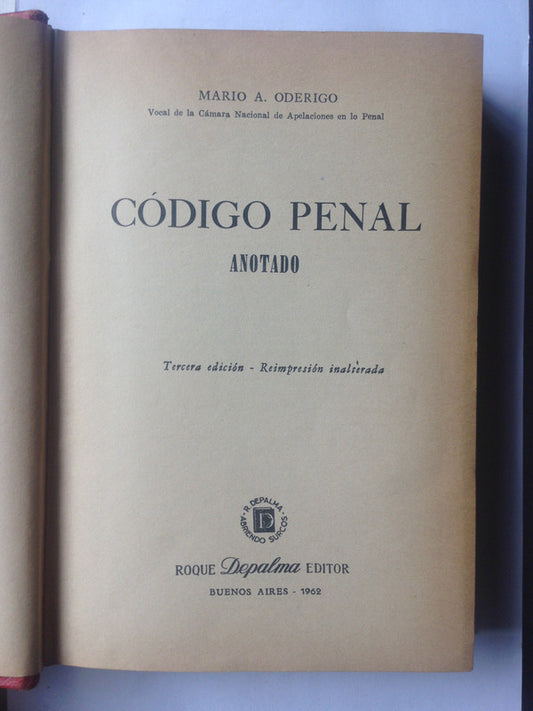 MARIO A. ODERIGO
Vocal de la Cámara Nacional de Apelaciones en lo Penal
CÓDIGO PENAL
ANOTADO
Tercera edición - Reimpresión inalterada
· R. DEPALMA ·
D
ABRIENDO SURCOS
ROQUE Depalma EDITOR
BUENOS AIRES - 1962